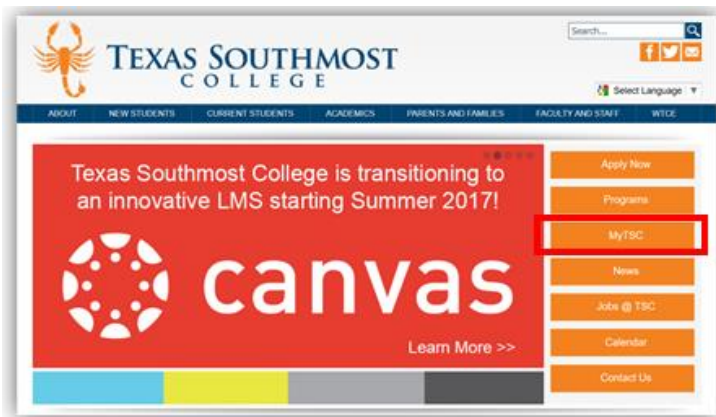 Search...
TEXAS SOUTHMOST
COLLEGE
Select Language ▼
ABOUT NEW STUDENTS CURRENT STUDENTS ACADEMICS PARENTS AND FAMILIES FACULTY AND STAFF WTCE
Texas Southmost College is transitioning to
an innovative LMS starting Summer 2017!
canvas
Learn More >>
Apply Now
Programs
MyTSC
News
Jobs @ TSC
Calendar
Contact Us